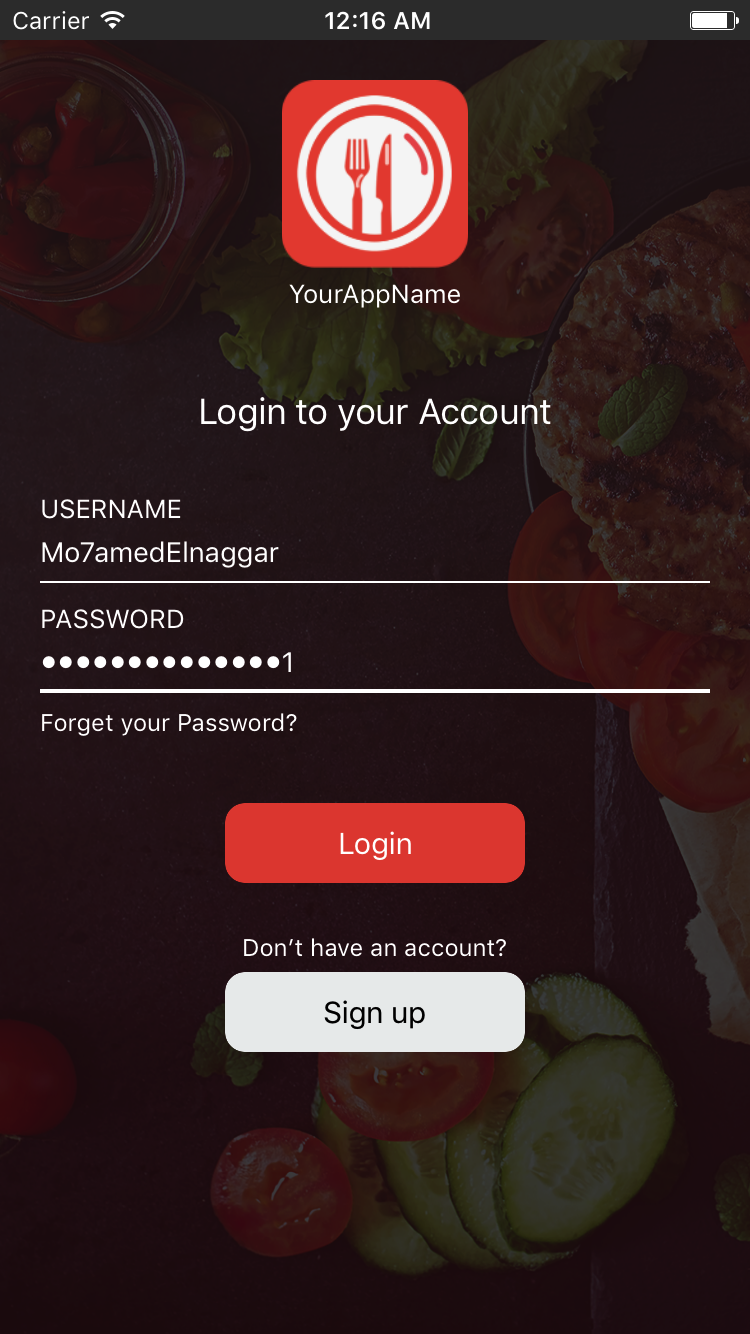 Carrier 12:16 AM
YourAppName
Login to your Account
USERNAME
Mo7amedElnaggar
PASSWORD
●●●●●●●●●●●●●●1
Forget your Password?
Login
Don’t have an account?
Sign up